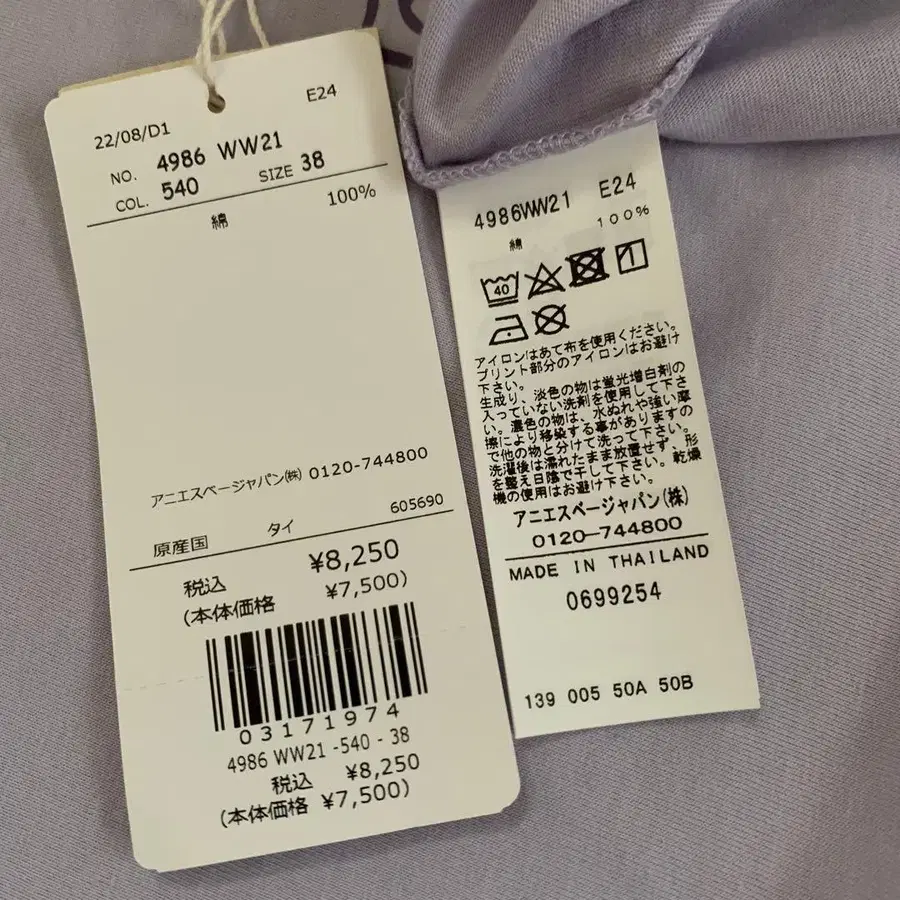 22/08/D1
E24
NO. 4986 WW21
COL. 540 SIZE 38
綿 100%
アニエスベージャパン㈱ 0120-744800
605690
原産国 タイ
税込 ¥8,250
(本体価格 ¥7,500)
03171974
4986 WW21 -540 - 38
税込 ¥8,250
(本体価格 ¥7,500)
4986WW21 E24
綿 100%
40
アイロンはあて布を使用ください。
プリント部分のアイロンはお避け
下さい。
生成り、淡色の物は蛍光増白剤の
入っていない洗剤を使用して下さ
い。濃色の物は、水ぬれや強い摩
擦により移染する事がありますの
で他の物と分けて洗って下さい。
洗濯後は濡れたまま放置せず、形
を整え日陰で干して下さい。乾燥
機の使用はお避け下さい。
アニエスベージャパン(株)
0120-744800
MADE IN THAILAND
0699254
139 005 50A 50B